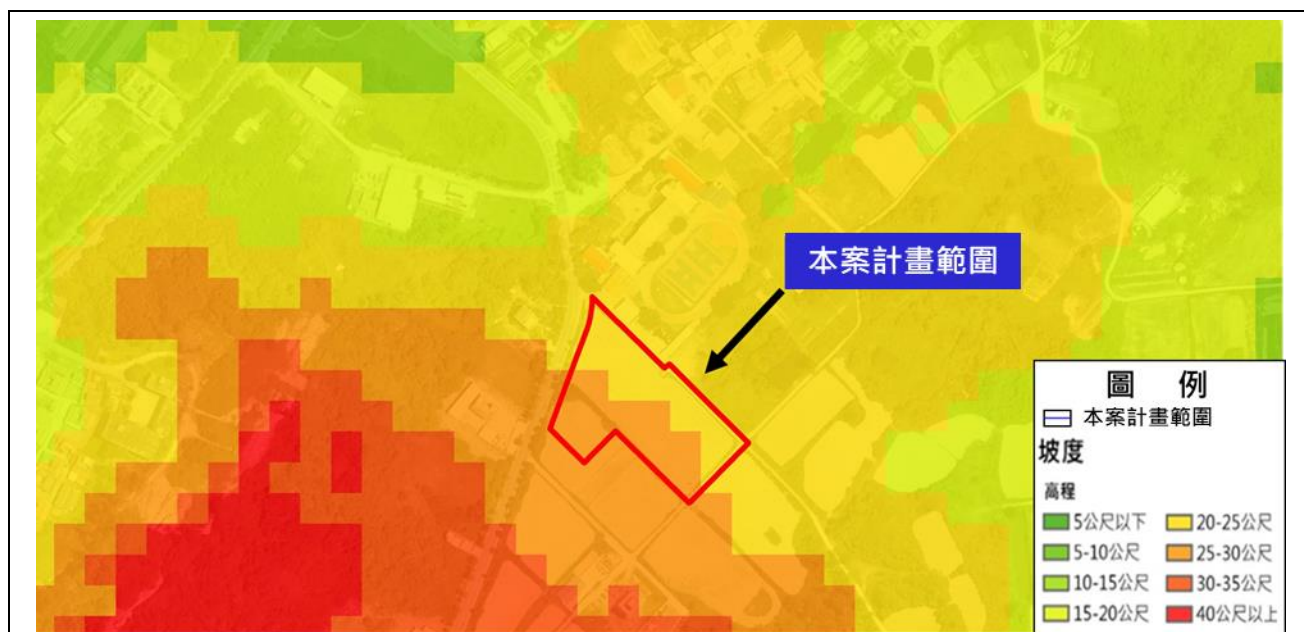 本案計畫範圍
圖 例
本案計畫範圍
坡度
高程
5公尺以下
20-25公尺
5-10公尺
25-30公尺
10-15公尺
30-35公尺
15-20公尺
40公尺以上